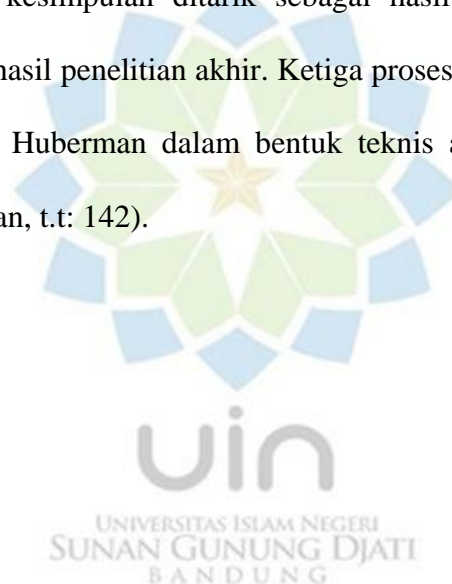 kesimpulan ditarik sebagai hasil
hasil penelitian akhir. Ketiga proses
Huberman dalam bentuk teknis a
an, t.t: 142).
uin
UNIVERSITAS ISLAM NEGERI
SUNAN GUNUNG DJATI
BANDUNG